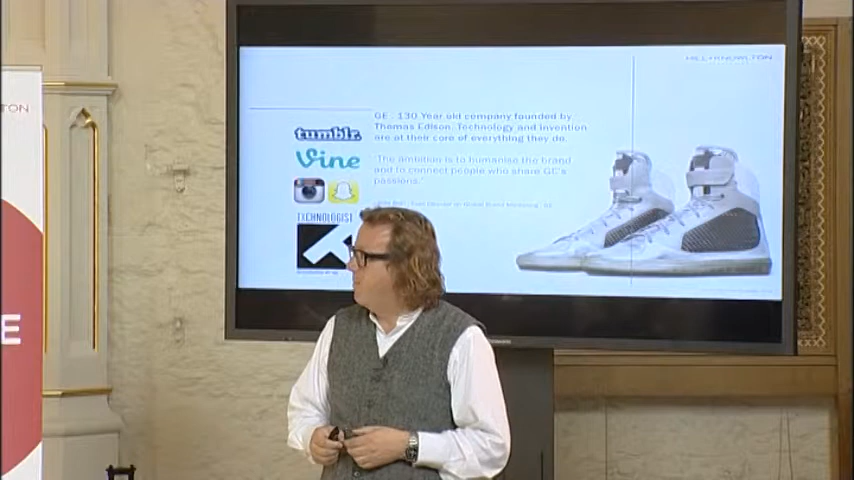 HILL+KNOWLTON
TON
GE : 130 Year old company founded by
Thomas Edison. Technology and invention
are at their core of everything they do.
tumblr.
Vine
'The ambition is to humanise the brand
and to connect people who share GE's
passions.'
TECHNOLOGIST
E